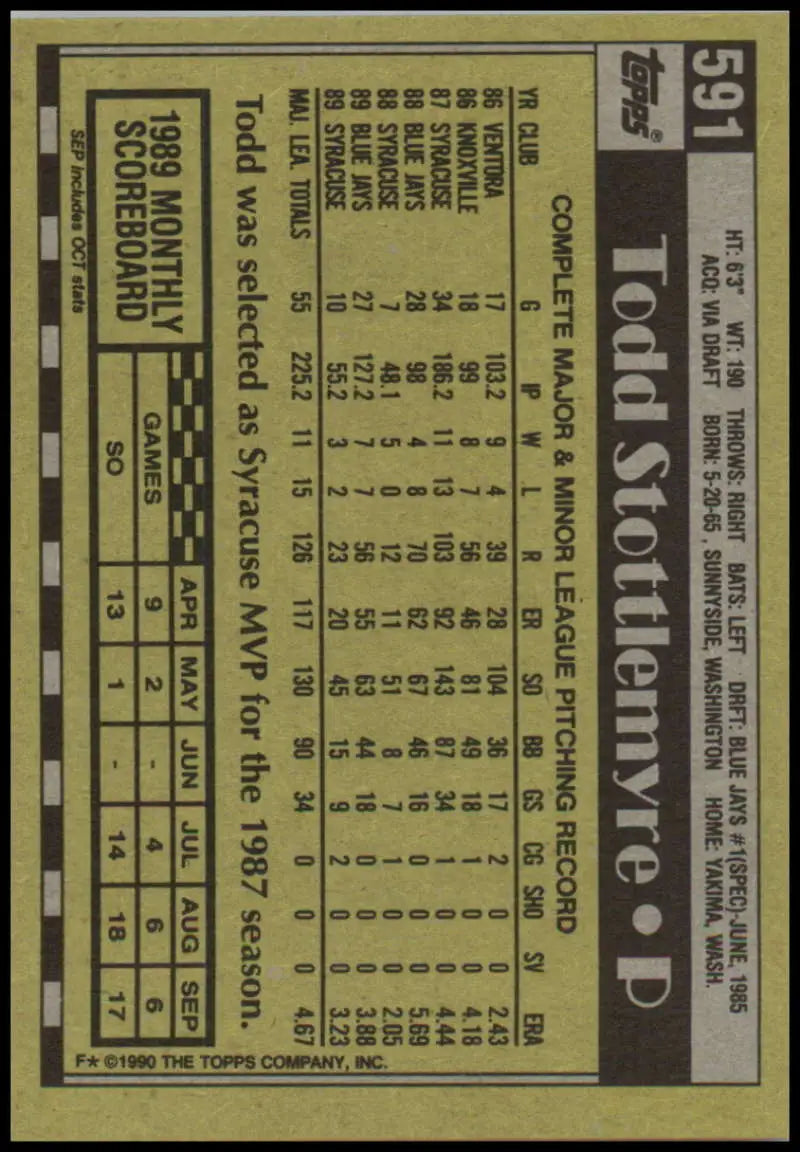 591
topps®
HT: 6'3" WT: 190 THROWS: RIGHT BATS: LEFT DRFT: BLUE JAYS #1(SPEC)-JUNE, 1985
ACQ: VIA DRAFT BORN: 5-20-65, SUNNYSIDE, WASHINGTON HOME: YAKIMA, WASH.
Todd Stottlemyre • P
COMPLETE MAJOR & MINOR LEAGUE PITCHING RECORD
YR CLUB G IP W L R ER SO BB GS CG SHO SV ERA
86 VENTURA 17 103.2 9 4 39 28 104 36 17 2 0 0 2.43
86 KNOXVILLE 18 99 8 7 56 46 81 49 18 1 0 0 4.18
87 SYRACUSE 34 186.2 11 13 103 92 143 87 34 1 0 0 4.44
88 BLUE JAYS 28 98 4 8 70 62 67 46 16 0 0 0 5.69
88 SYRACUSE 7 48.1 5 0 12 11 51 8 7 1 0 0 2.05
89 BLUE JAYS 27 127.2 7 7 56 55 63 44 18 0 0 0 3.88
89 SYRACUSE 10 55.2 3 2 23 20 45 15 9 2 0 0 3.23
MAJ. LEA. TOTALS 55 225.2 11 15 126 117 130 90 34 0 0 0 4.67
Todd was selected as Syracuse MVP for the 1987 season.
1989 MONTHLY
SCOREBOARD
APR MAY JUN JUL AUG SEP
GAMES 9 2 - 4 6 6
SO 13 1 - 14 18 17
SEP includes OCT stats
F* ©1990 THE TOPPS COMPANY, INC.